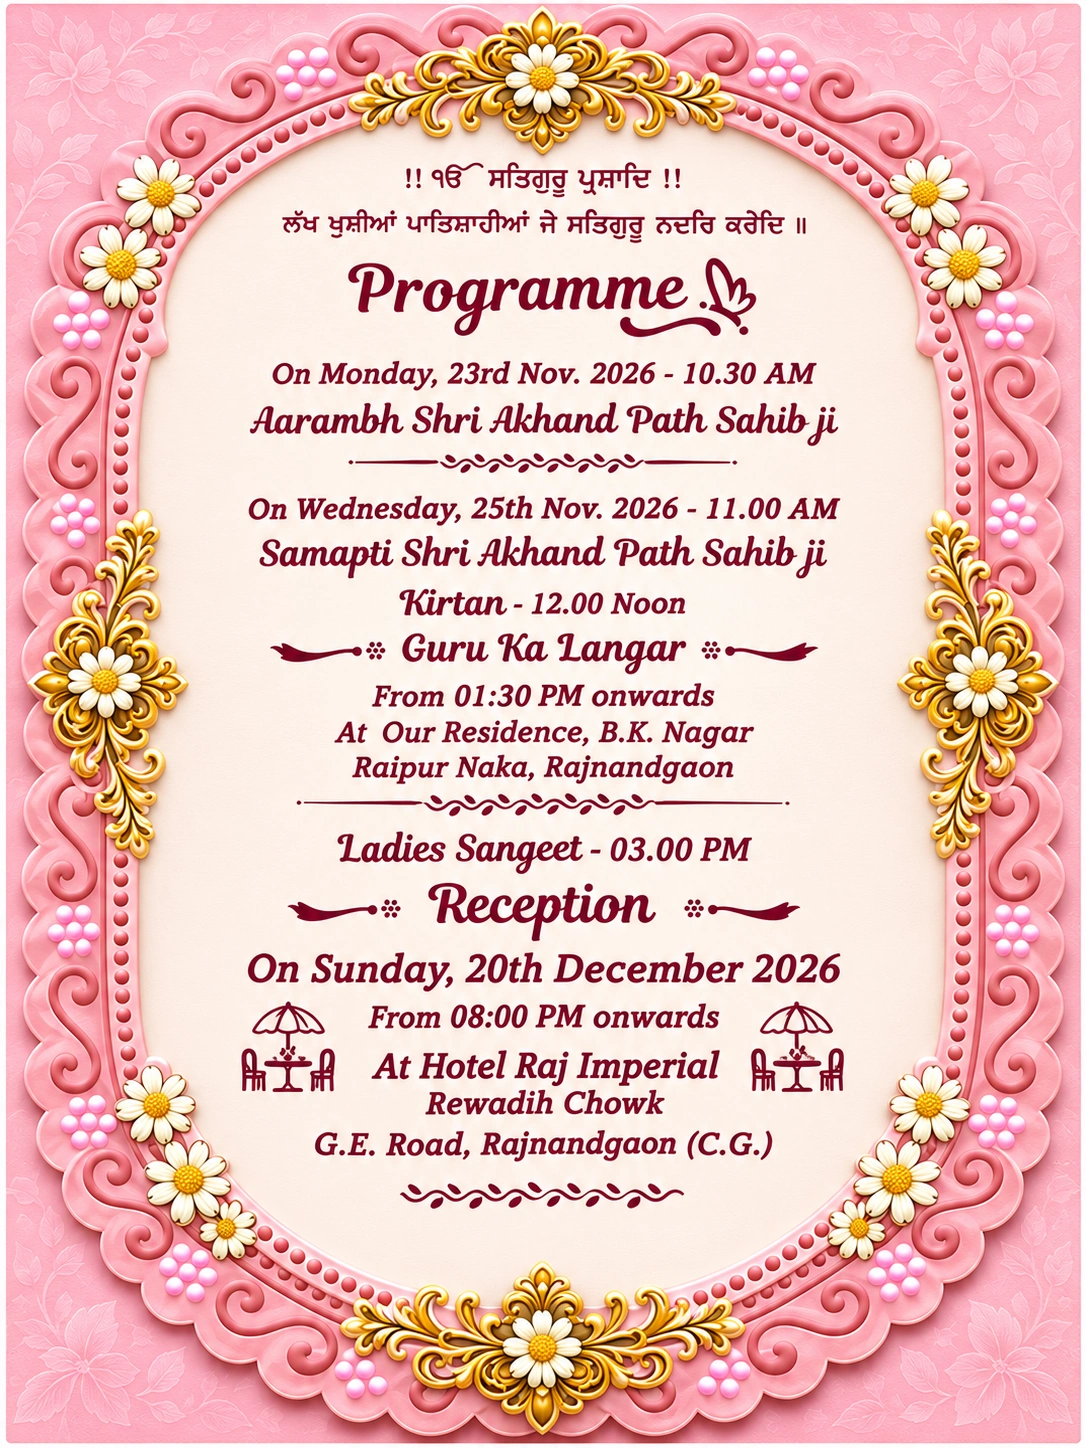 !! ੴ ਸਤਿਗੁਰੂ ਪ੍ਰਸ਼ਾਦਿ !!
ਲੱਖ ਖੁਸ਼ੀਆਂ ਪਾਤਿਸ਼ਾਹੀਆਂ ਜੇ ਸਤਿਗੁਰੂ ਨਦਰਿ ਕਰੇਦਿ ॥
Programme
On Monday, 23rd Nov. 2026 - 10.30 AM
Aarambh Shri Akhand Path Sahib ji
On Wednesday, 25th Nov. 2026 - 11.00 AM
Samapti Shri Akhand Path Sahib ji
Kirtan - 12.00 Noon
Guru Ka Langar
From 01:30 PM onwards
At Our Residence, B.K. Nagar
Raipur Naka, Rajnandgaon
Ladies Sangeet - 03.00 PM
Reception
On Sunday, 20th December 2026
From 08:00 PM onwards
At Hotel Raj Imperial
Rewadih Chowk
G.E. Road, Rajnandgaon (C.G.)